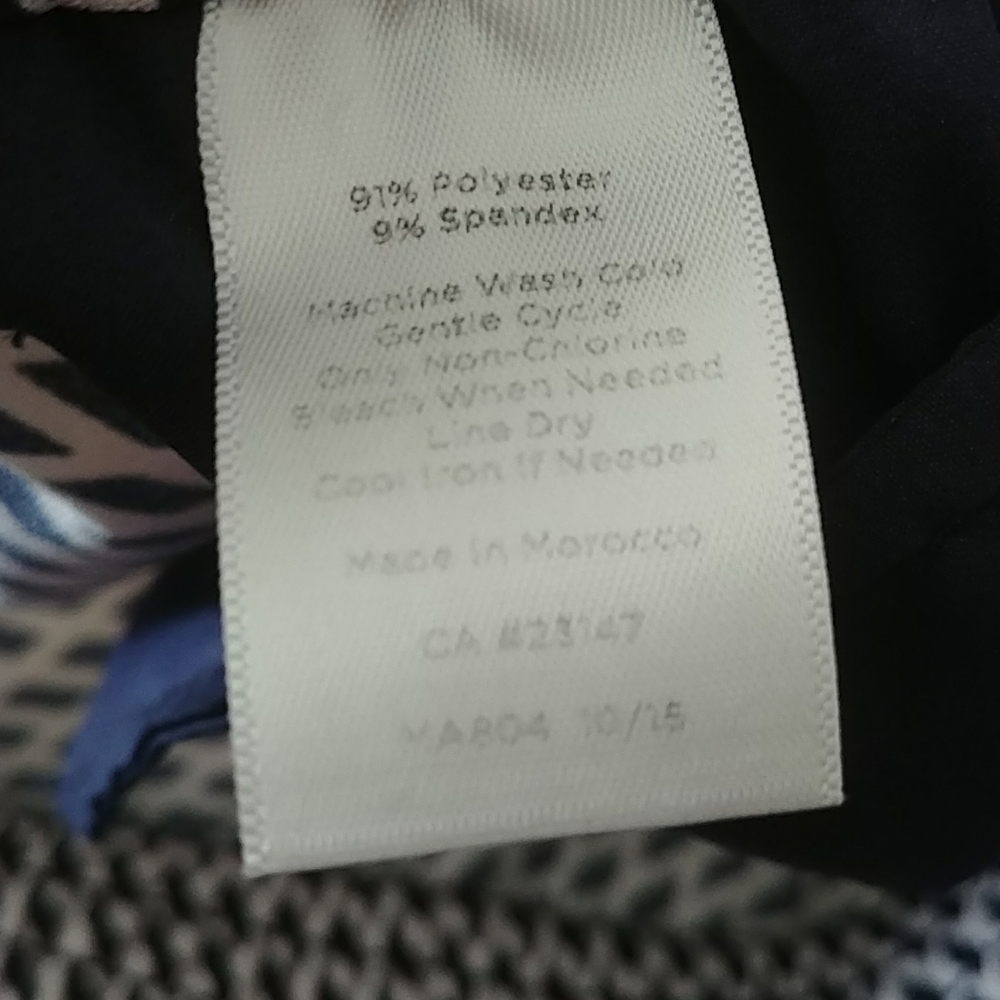 91% Polyester
9% Spandex
Machine Wash Cold
Gentle Cycle
Only Non-Chlorine
Bleach When Needed
Line Dry
Cool Iron If Needed
Made In Morocco
CA #23147
MA804 10/15